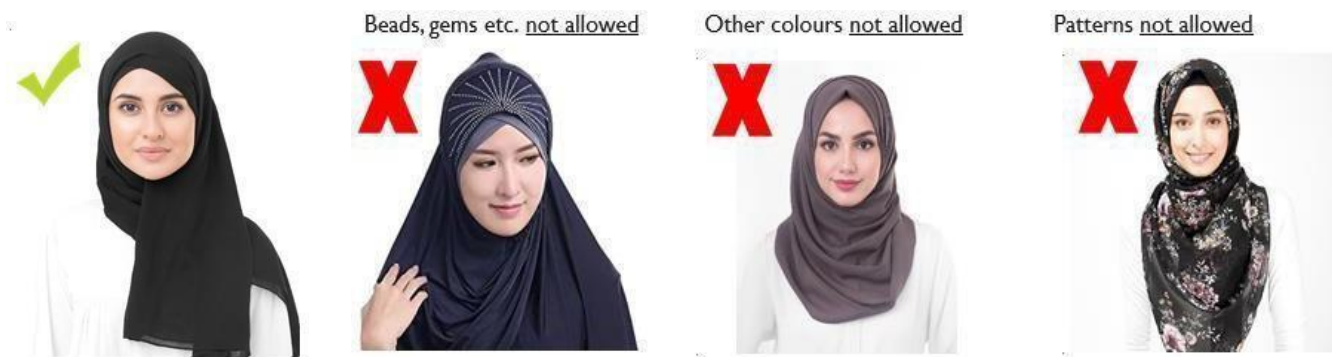 Beads, gems etc. not allowed
Other colours not allowed
Patterns not allowed